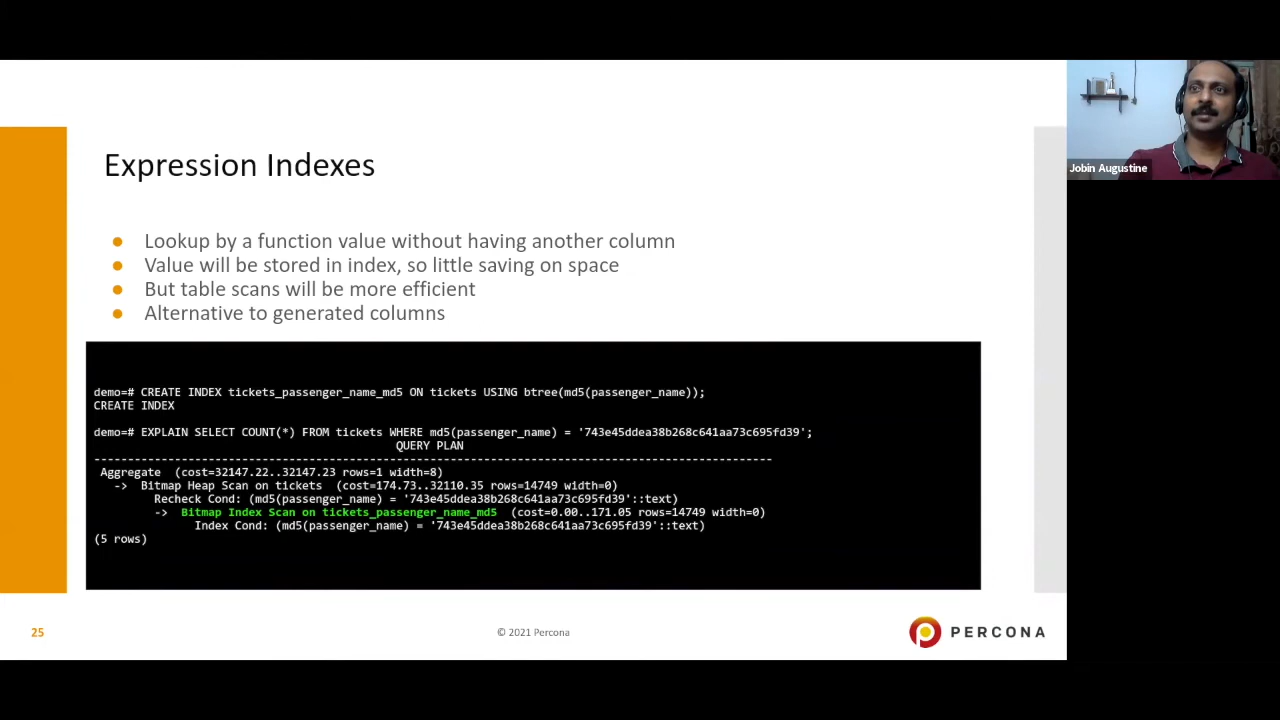 Expression Indexes
● Lookup by a function value without having another column
● Value will be stored in index, so little saving on space
● But table scans will be more efficient
● Alternative to generated columns
demo=# CREATE INDEX tickets_passenger_name_md5 ON tickets USING btree(md5(passenger_name));
CREATE INDEX
demo=# EXPLAIN SELECT COUNT(*) FROM tickets WHERE md5(passenger_name) = '743e45ddea38b268c641aa73c695fd39';
QUERY PLAN
-----------------------------------------------------------------------------------------------------
Aggregate  (cost=32147.22..32147.23 rows=1 width=8)
->  Bitmap Heap Scan on tickets  (cost=174.73..32110.35 rows=14749 width=0)
Recheck Cond: (md5(passenger_name) = '743e45ddea38b268c641aa73c695fd39'::text)
->  Bitmap Index Scan on tickets_passenger_name_md5  (cost=0.00..171.05 rows=14749 width=0)
Index Cond: (md5(passenger_name) = '743e45ddea38b268c641aa73c695fd39'::text)
(5 rows)
25
© 2021 Percona
PERCONA
Jobin Augustine